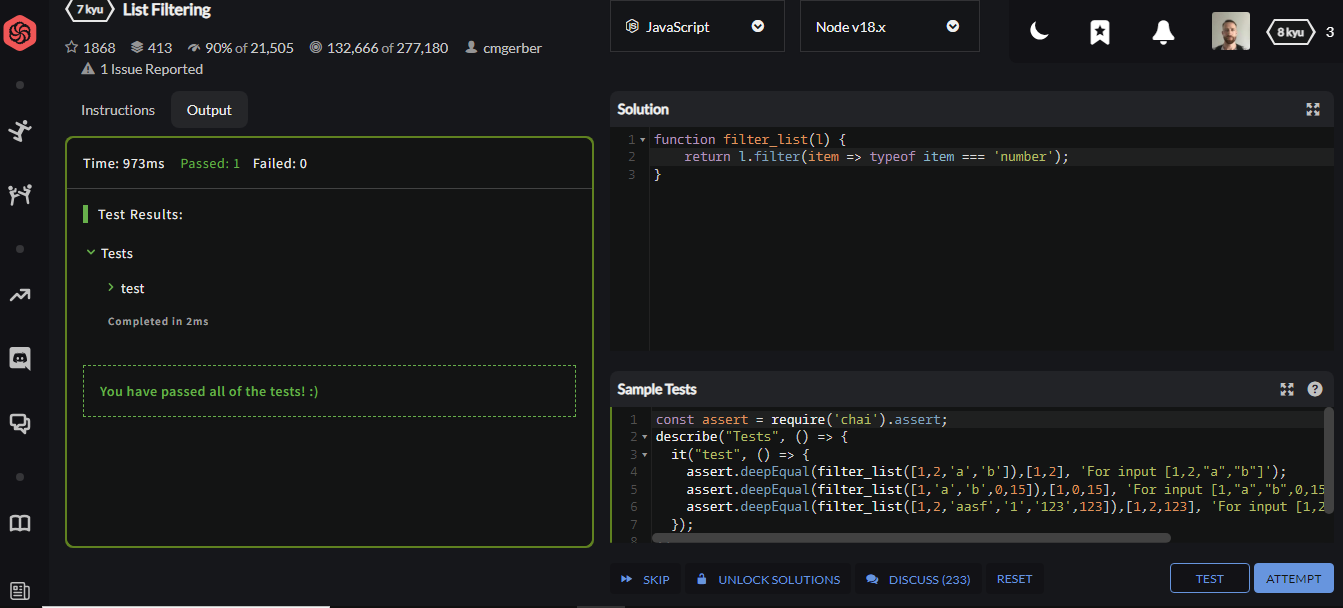 7 kyu List Filtering
1868 413 90% of 21,505 132,666 of 277,180 cmgerber
1 Issue Reported
Instructions Output
Time: 973ms Passed: 1 Failed: 0
Test Results:
Tests
test
Completed in 2ms
You have passed all of the tests! :)
JavaScript Node v18.x
8 kyu 3
Solution
1 function filter_list(l) {
2 return l.filter(item => typeof item === 'number');
3 }
Sample Tests
1 const assert = require('chai').assert;
2 describe("Tests", () => {
3 it("test", () => {
4 assert.deepEqual(filter_list([1,2,'a','b']),[1,2], 'For input [1,2,"a","b"]');
5 assert.deepEqual(filter_list([1,'a','b',0,15]),[1,0,15], 'For input [1,"a","b",0,15
6 assert.deepEqual(filter_list([1,2,'aasf','1','123',123]),[1,2,123], 'For input [1,2
7 });
8
SKIP UNLOCK SOLUTIONS DISCUSS (233) RESET TEST ATTEMPT